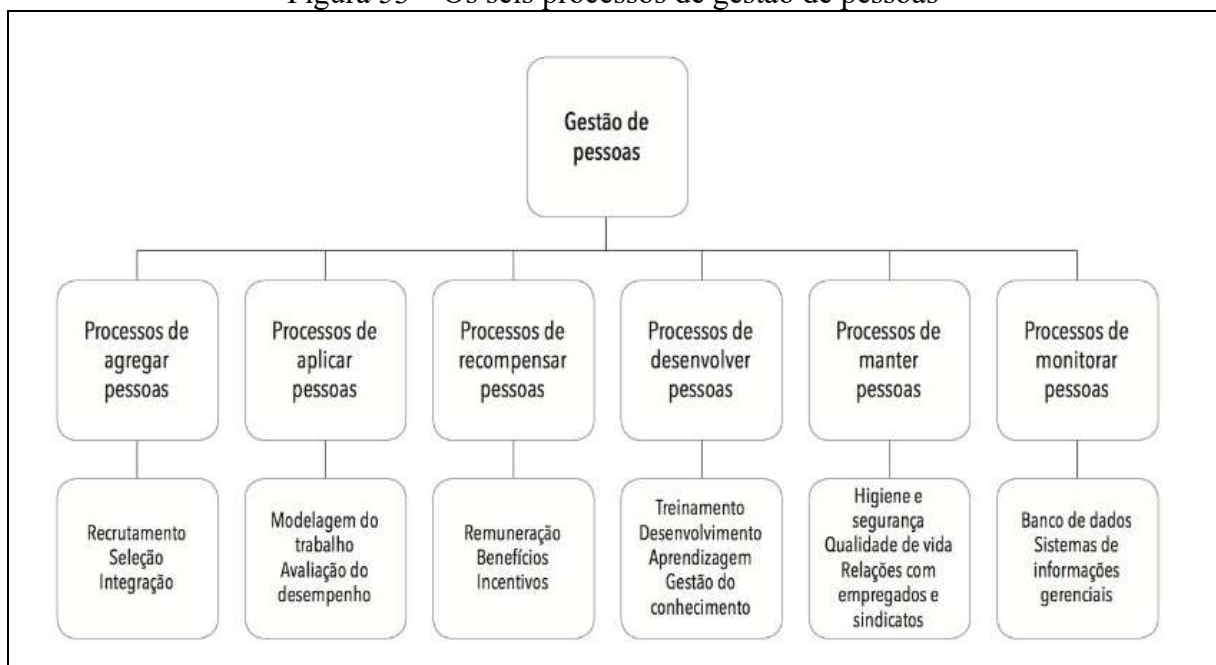 Figura 53 – Os seis processos de gestão de pessoas
Gestão de
pessoas
Processos de
agregar
pessoas
Processos de
aplicar
pessoas
Processos de
recompensar
pessoas
Processos de
desenvolver
pessoas
Processos de
manter
pessoas
Processos de
monitorar
pessoas
Recrutamento
Seleção
Integração
Modelagem do
trabalho
Avaliação do
desempenho
Remuneração
Benefícios
Incentivos
Treinamento
Desenvolvimento
Aprendizagem
Gestão do
conhecimento
Higiene e
segurança
Qualidade de vida
Relações com
empregados e
sindicatos
Banco de dados
Sistemas de
informações
gerenciais